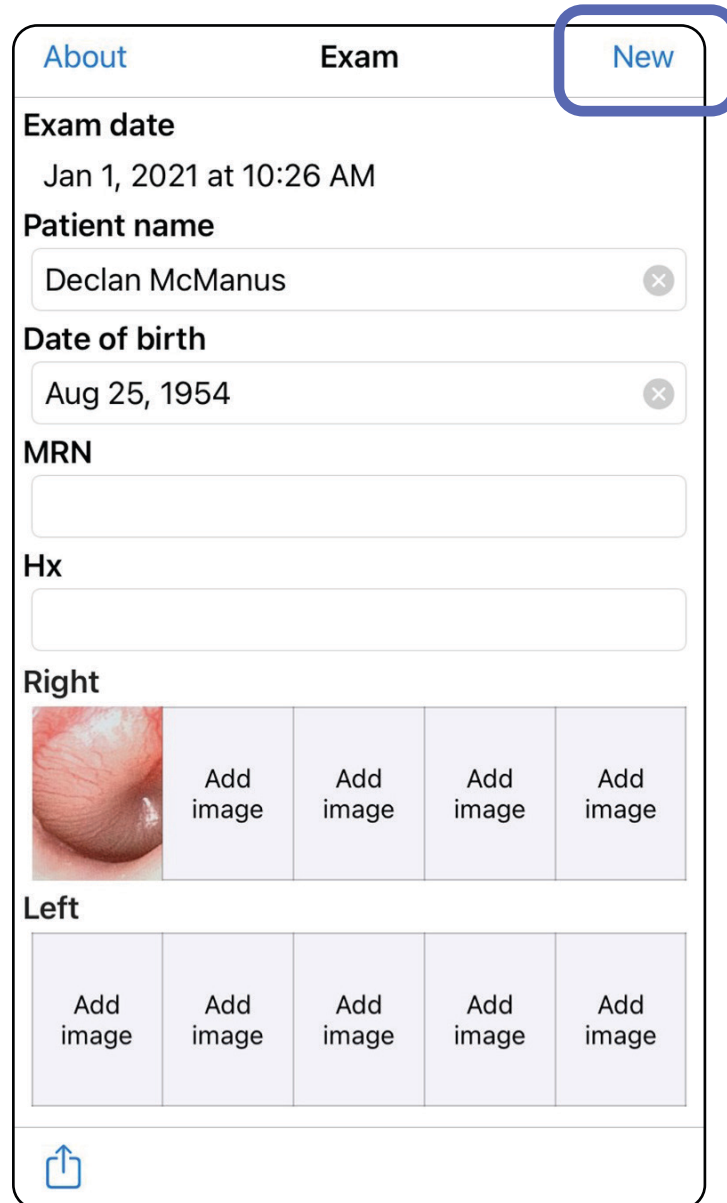 About Exam New
Exam date
Jan 1, 2021 at 10:26 AM
Patient name
Declan McManus
Date of birth
Aug 25, 1954
MRN
Hx
Right
Add image Add image Add image Add image
Left
Add image Add image Add image Add image Add image